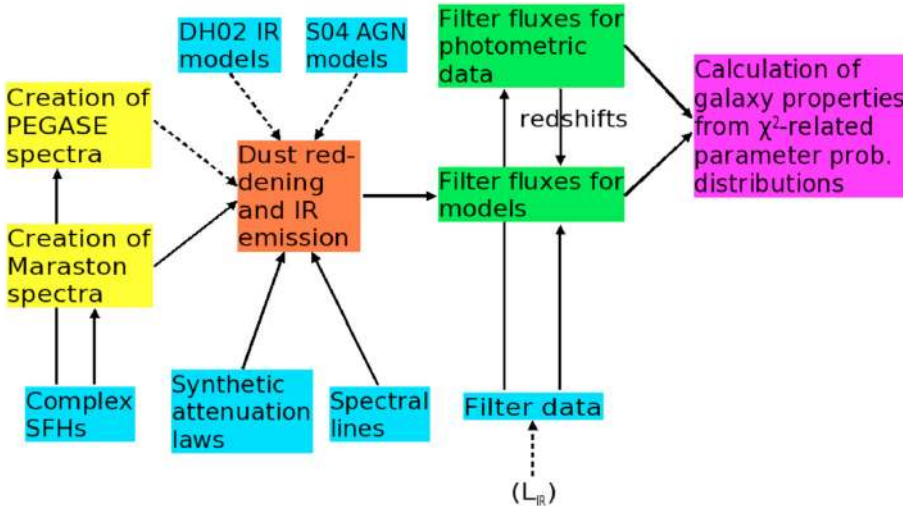 DH02 IR
models
S04 AGN
models
Filter fluxes for
photometric
data
Creation of
PEGASE
spectra
redshifts
Calculation of
galaxy properties
from χ²-related
parameter prob.
distributions
Dust red-
dening
and IR
emission
Filter fluxes for
models
Creation of
Maraston
spectra
Complex
SFHs
Synthetic
attenuation
laws
Spectral
lines
Filter data
(L_IR)